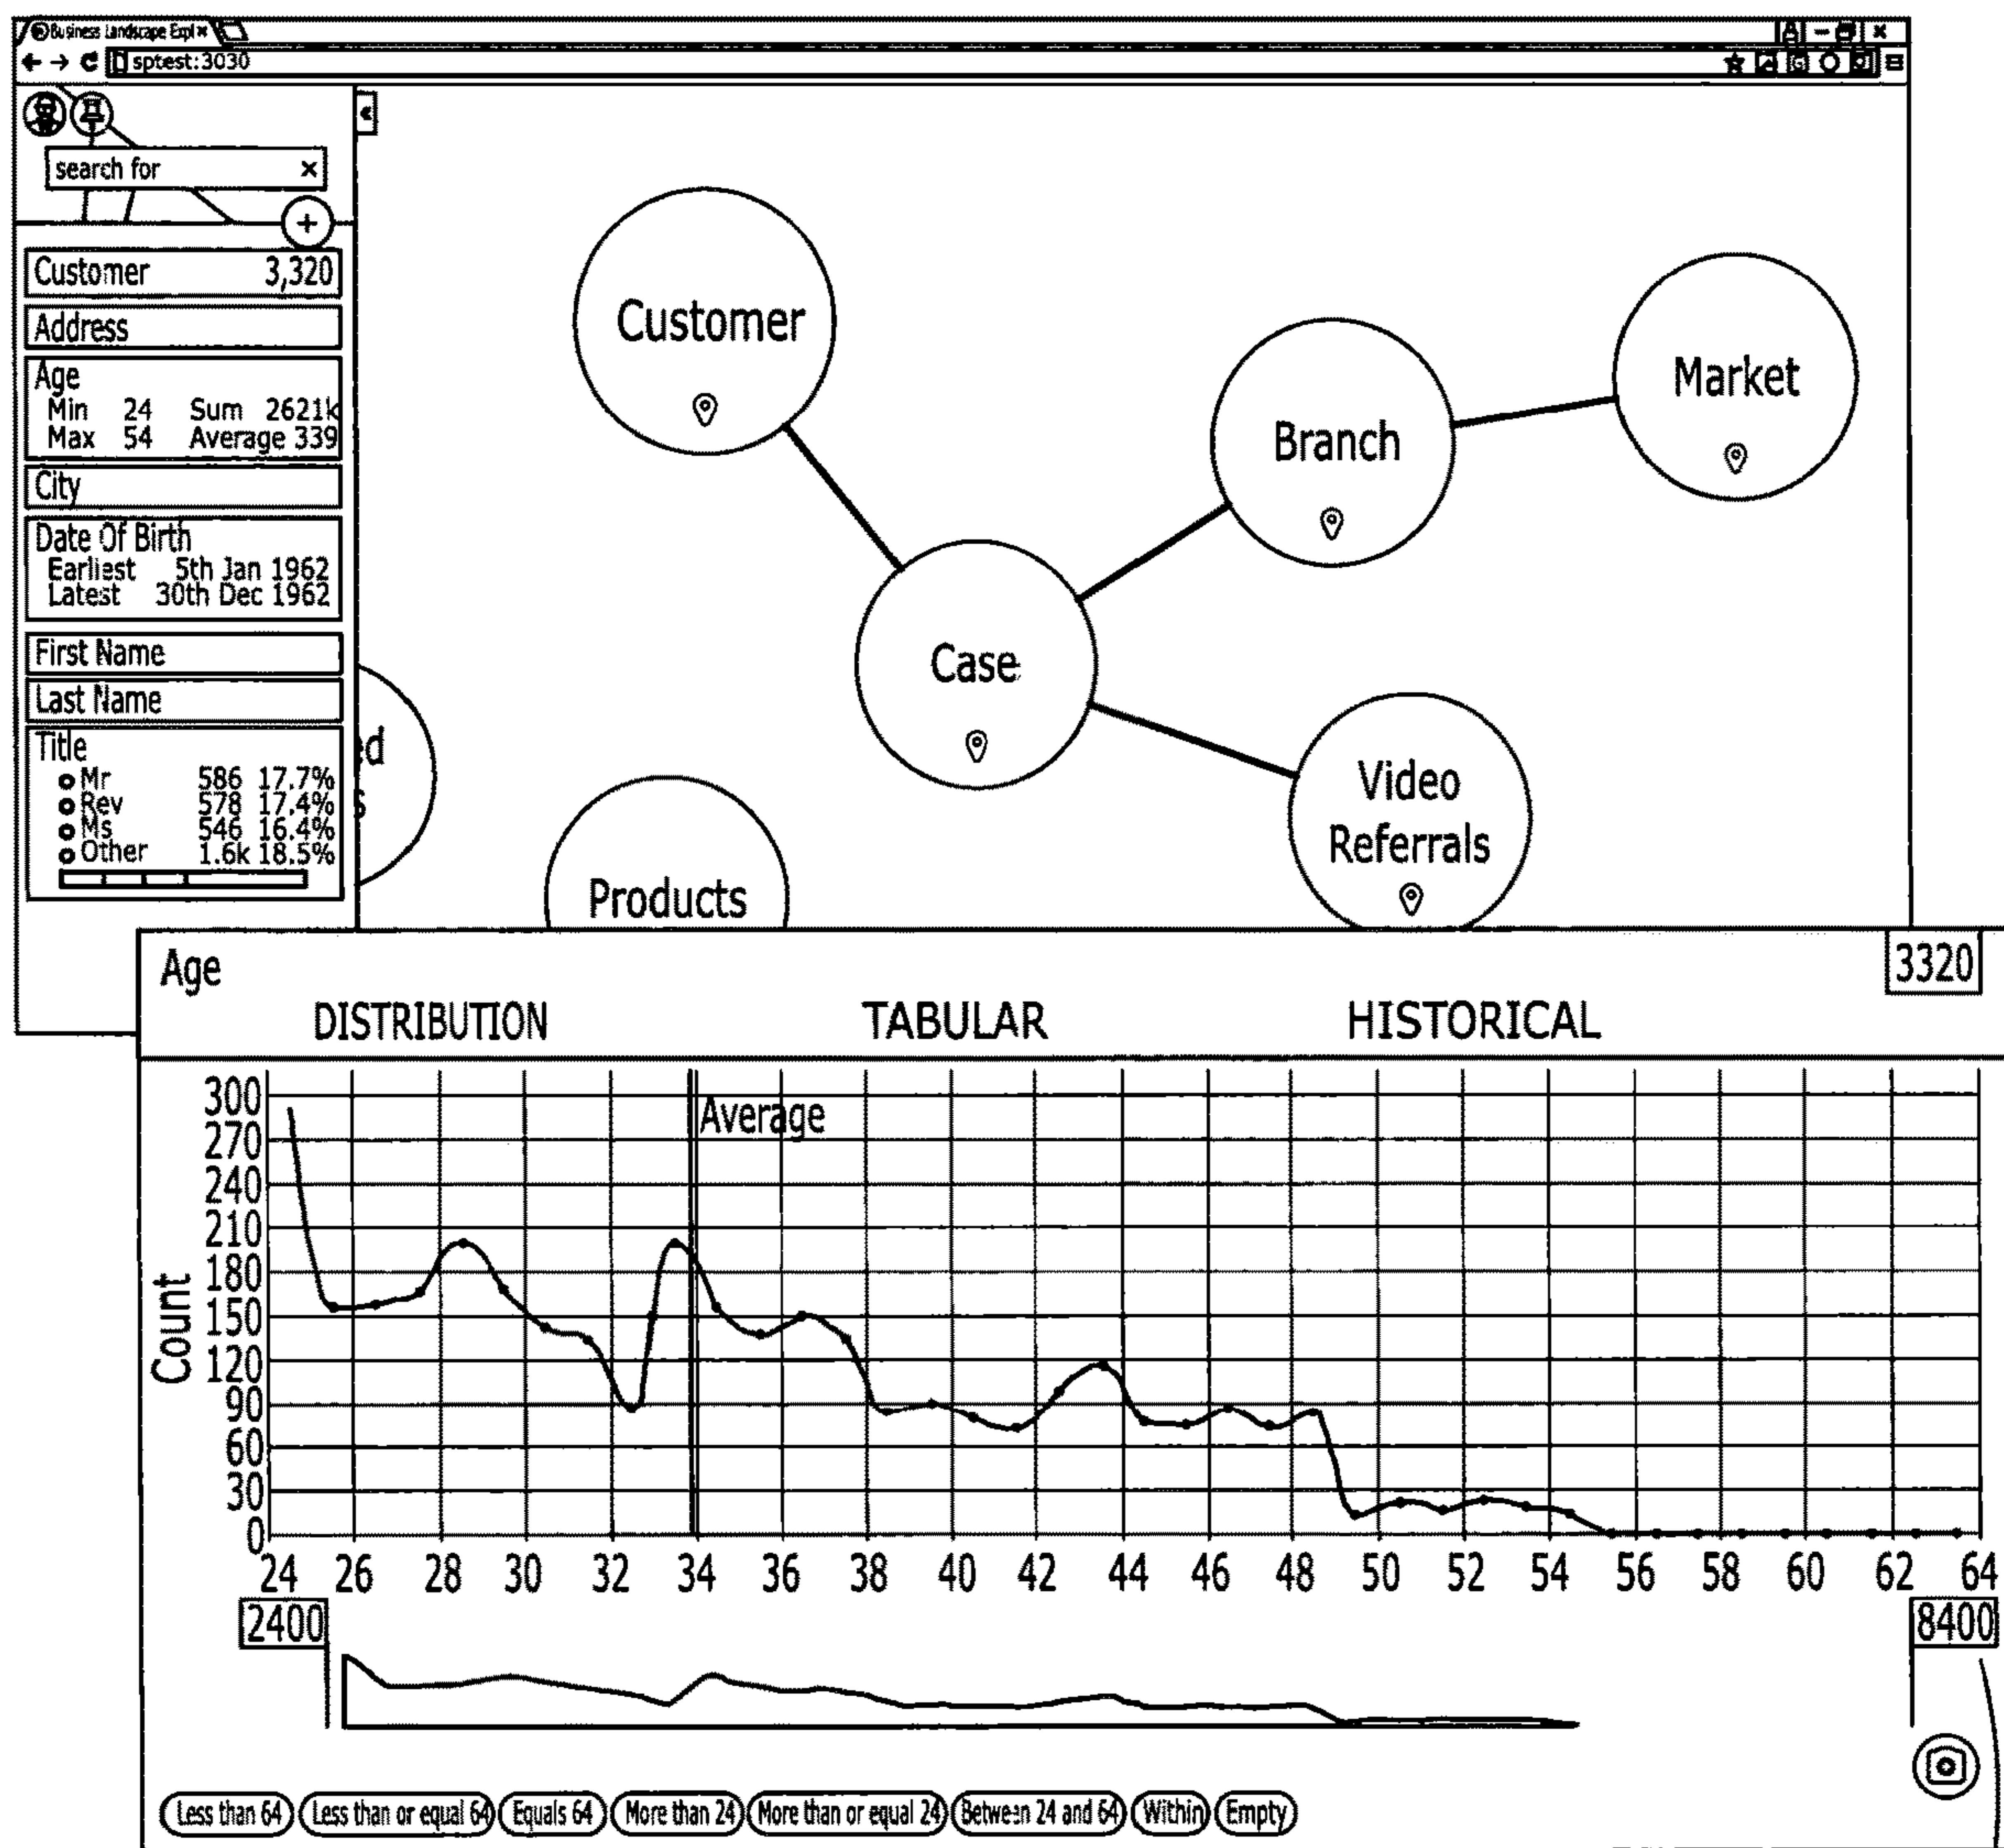 Business Landscape Expl ×
sptest:3030
search for ×
+
Customer 3,320
Address
Age
Min 24 Sum 2621k
Max 54 Average 339
City
Date Of Birth
Earliest 5th Jan 1962
Latest 30th Dec 1962
First Name
Last Name
Title
Mr 586 17.7%
Rev 578 17.4%
Ms 546 16.4%
Other 1.6k 18.5%
Customer
Branch
Market
Case
Video
Referrals
Products
Age 3320
DISTRIBUTION TABULAR HISTORICAL
Average
Count
300
270
240
210
180
150
120
90
60
30
0
24 26 28 30 32 34 36 38 40 42 44 46 48 50 52 54 56 58 60 62 64
2400 8400
Less than 64 Less than or equal 64 Equals 64 More than 24 More than or equal 24 Between 24 and 64 Within Empty